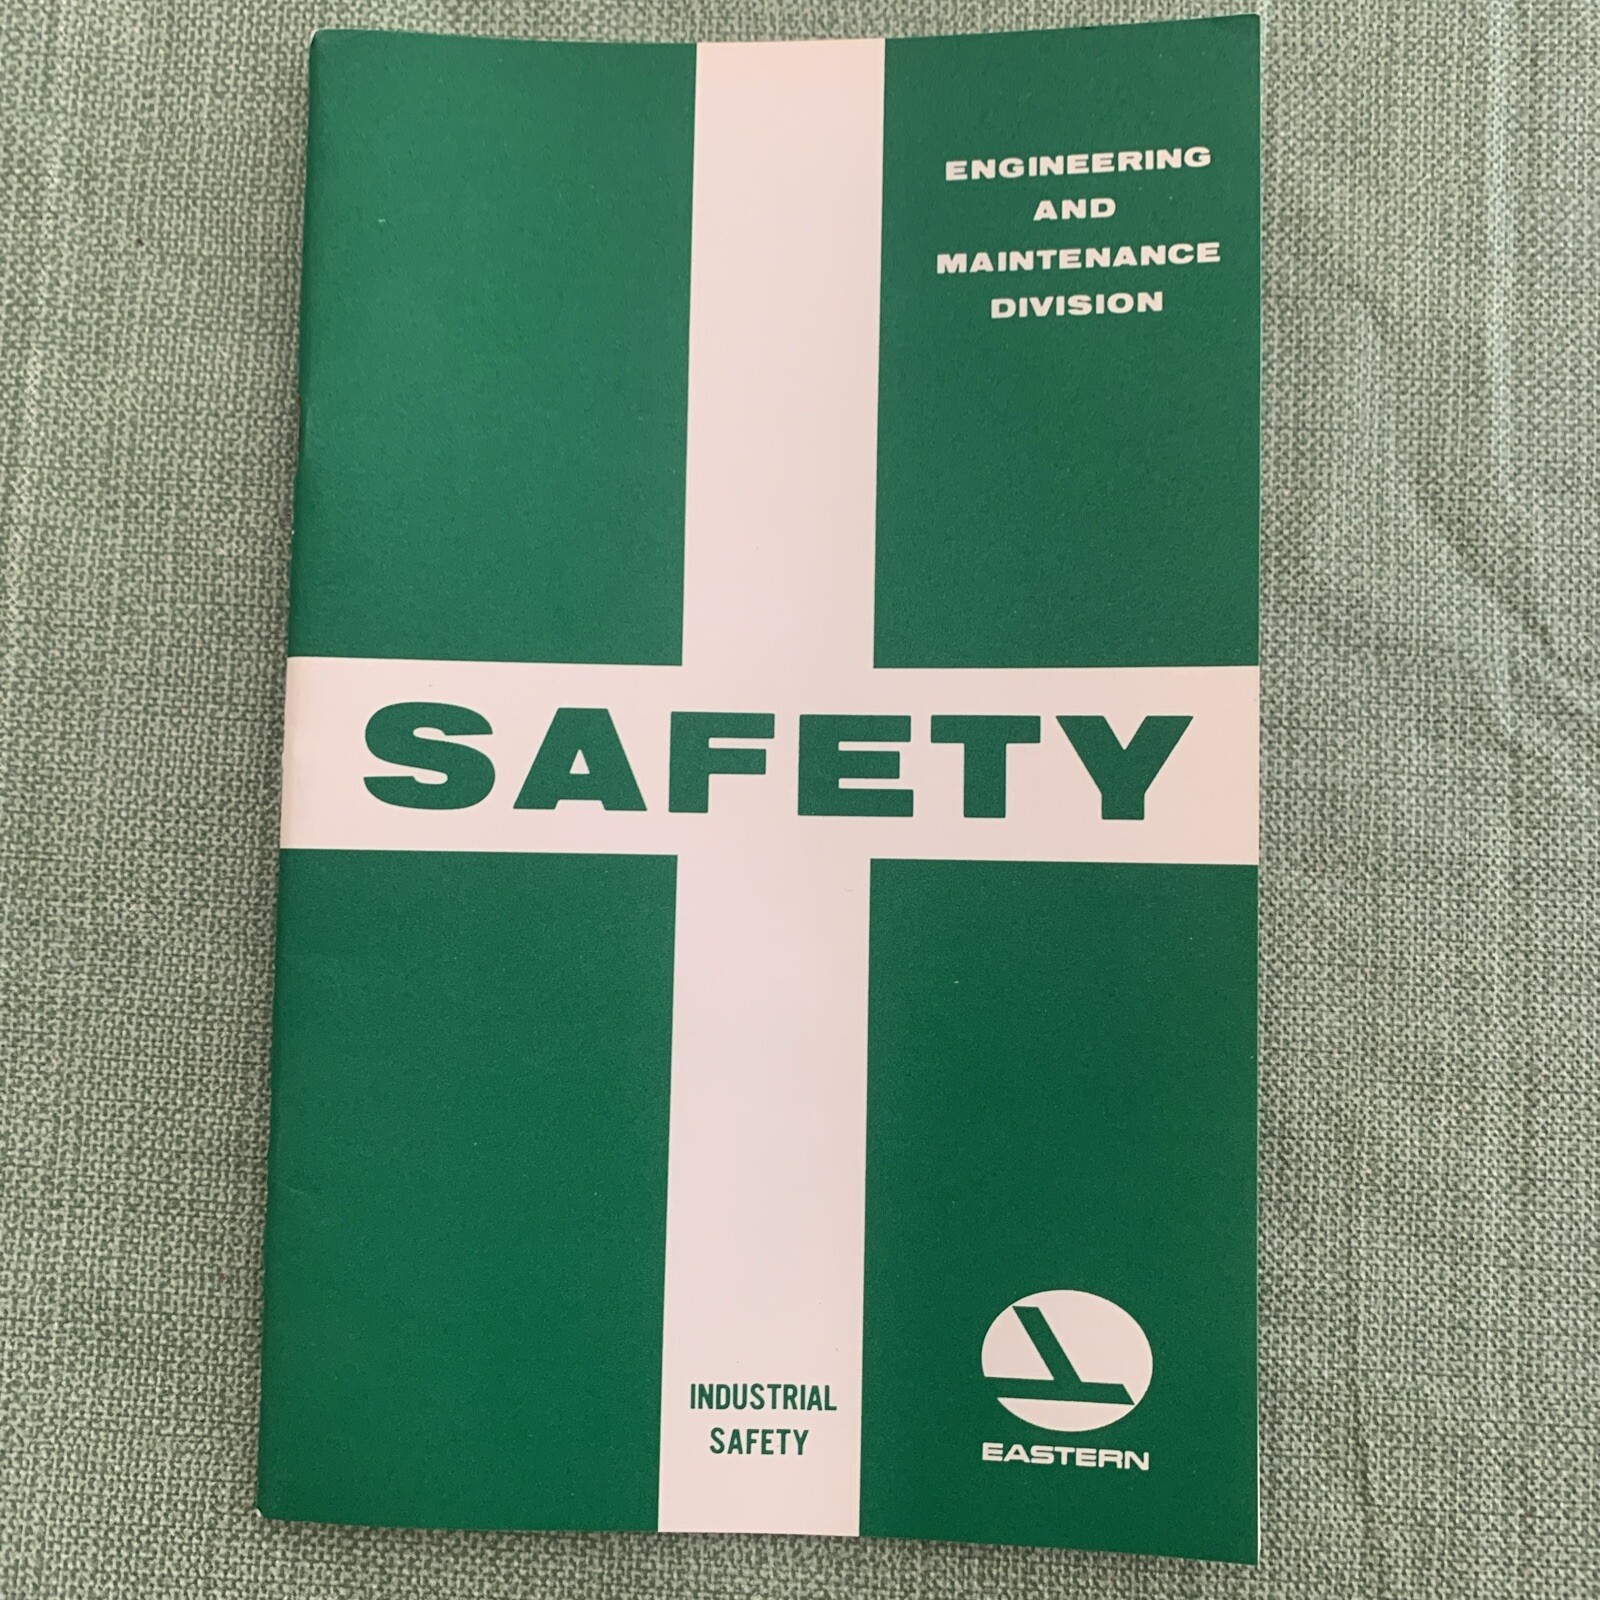 ENGINEERING
AND
MAINTENANCE
DIVISION
SAFETY
INDUSTRIAL
SAFETY
EASTERN